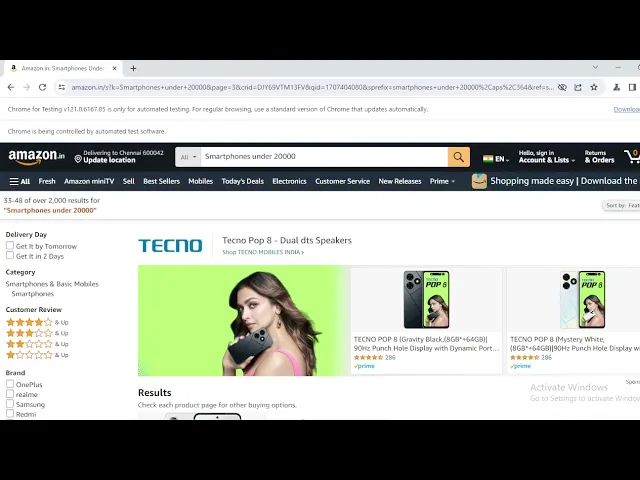 Amazon.in: Smartphones Under
amazon.in/s?k=Smartphones+under+20000&page=3&crid=DJY69VTM13FV&qid=1707404080&sprefix=smartphones+under+20000%2Caps%2C364&ref=s...
Chrome for Testing v121.0.6167.85 is only for automated testing. For regular browsing, use a standard version of Chrome that updates automatically.
Download
Chrome is being controlled by automated test software.
amazon.in
Delivering to Chennai 600042
Update location
All
Smartphones under 20000
EN
Hello, sign in
Account & Lists
Returns
& Orders
0
All Fresh Amazon miniTV Sell Best Sellers Mobiles Today's Deals Electronics Customer Service New Releases Prime
Shopping made easy | Download the
33-48 of over 2,000 results for
"Smartphones under 20000"
Sort by: Feat
Delivery Day
Get It by Tomorrow
Get It in 2 Days
Category
Smartphones & Basic Mobiles
Smartphones
Customer Review
& Up
& Up
& Up
& Up
Brand
OnePlus
realme
Samsung
Redmi
TECNO
Tecno Pop 8 - Dual dts Speakers
Shop TECNO MOBILES INDIA ›
POP 8
TECNO POP 8 (Gravity Black,(8GB*+64GB)|
90Hz Punch Hole Display with Dynamic Port...
286
prime
POP 8
TECNO POP 8 (Mystery White,
(8GB*+64GB)|90Hz Punch Hole
Display with Dynamic Port
286
prime
Spons
Results
Check each product page for other buying options.
Activate Windows
Go to Settings to activate Windows